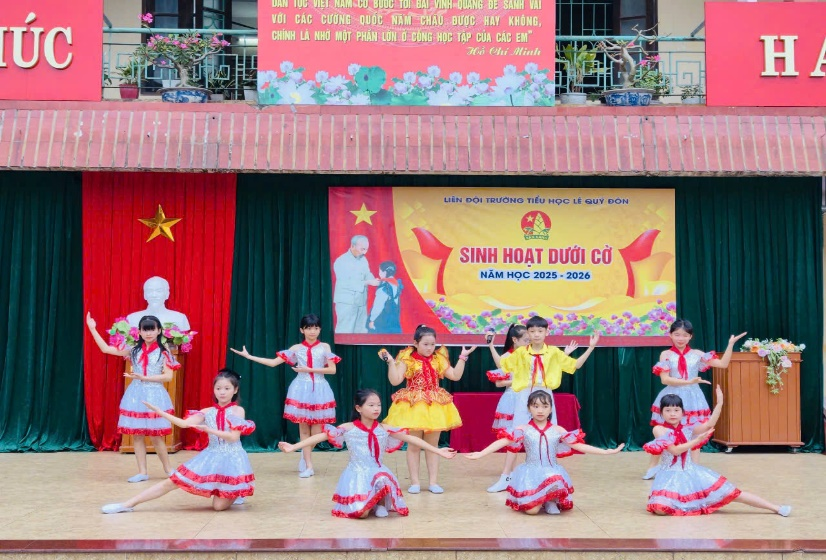 HÚC
DÂN TỘC VIỆT NAM CÓ BƯỚC TỚI ĐÀI VINH QUANG ĐỂ SÁNH VAI
VỚI CÁC CƯỜNG QUỐC NĂM CHÂU ĐƯỢC HAY KHÔNG,
CHÍNH LÀ NHỜ MỘT PHẦN LỚN Ở CÔNG HỌC TẬP CỦA CÁC EM"
Hồ Chí Minh
HA
LIÊN ĐỘI TRƯỜNG TIỂU HỌC LÊ QUÝ ĐÔN
SINH HOẠT DƯỚI CỜ
NĂM HỌC 2025 - 2026